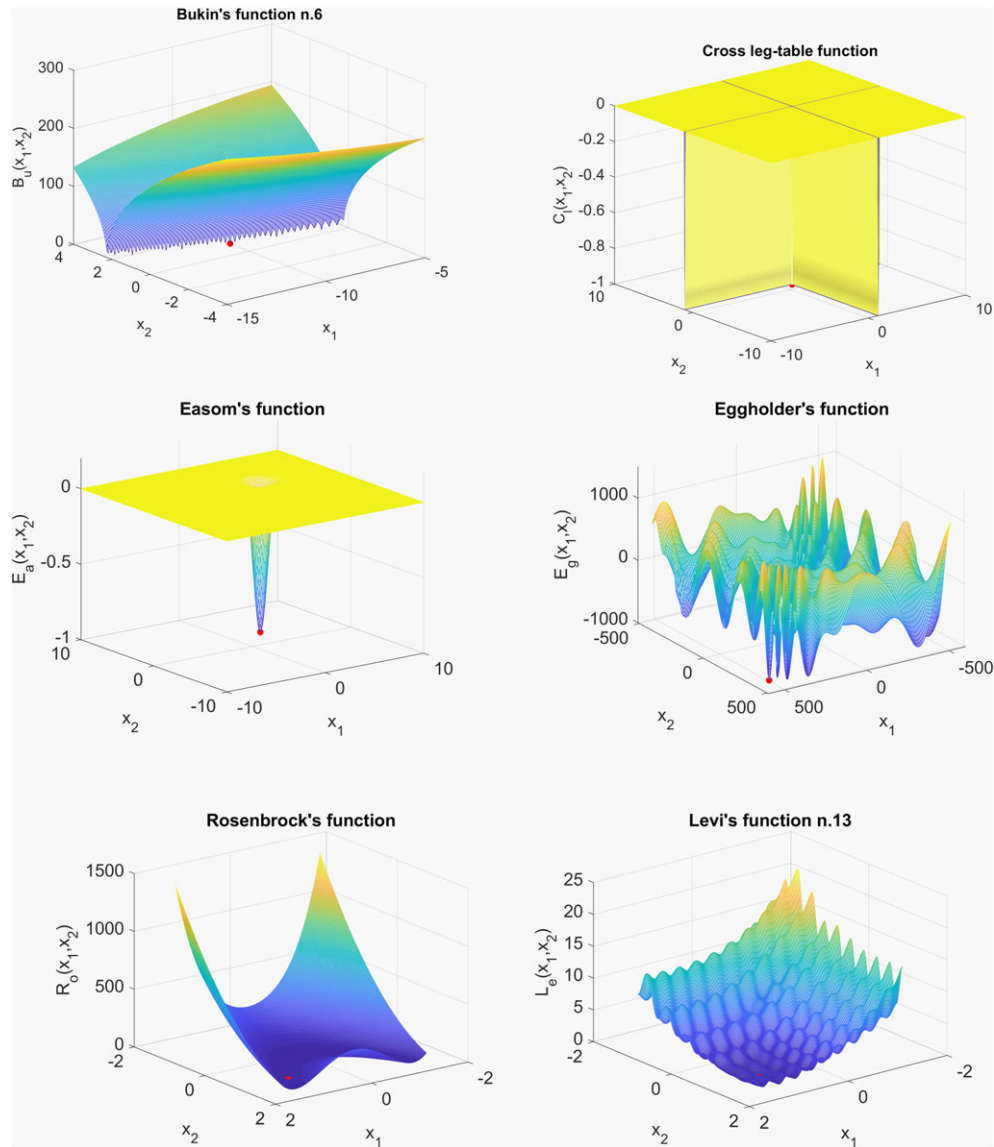 Bukin's function n.6
300
200
100
0
B_u(x_1,x_2)
4
2
0
-2
-4
x_2
-15
-10
-5
x_1
Cross leg-table function
0
-0.2
-0.4
-0.6
-0.8
-1
C_l(x_1,x_2)
10
0
-10
x_2
-10
0
10
x_1
Easom's function
0
-0.5
-1
E_a(x_1,x_2)
10
0
-10
x_2
-10
0
10
x_1
Eggholder's function
1000
0
-1000
E_g(x_1,x_2)
-500
0
500
x_2
500
0
-500
x_1
Rosenbrock's function
1500
1000
500
0
R_o(x_1,x_2)
-2
0
2
x_2
2
0
-2
x_1
Levi's function n.13
25
20
15
10
5
0
L_e(x_1,x_2)
-2
0
2
x_2
2
0
-2
x_1